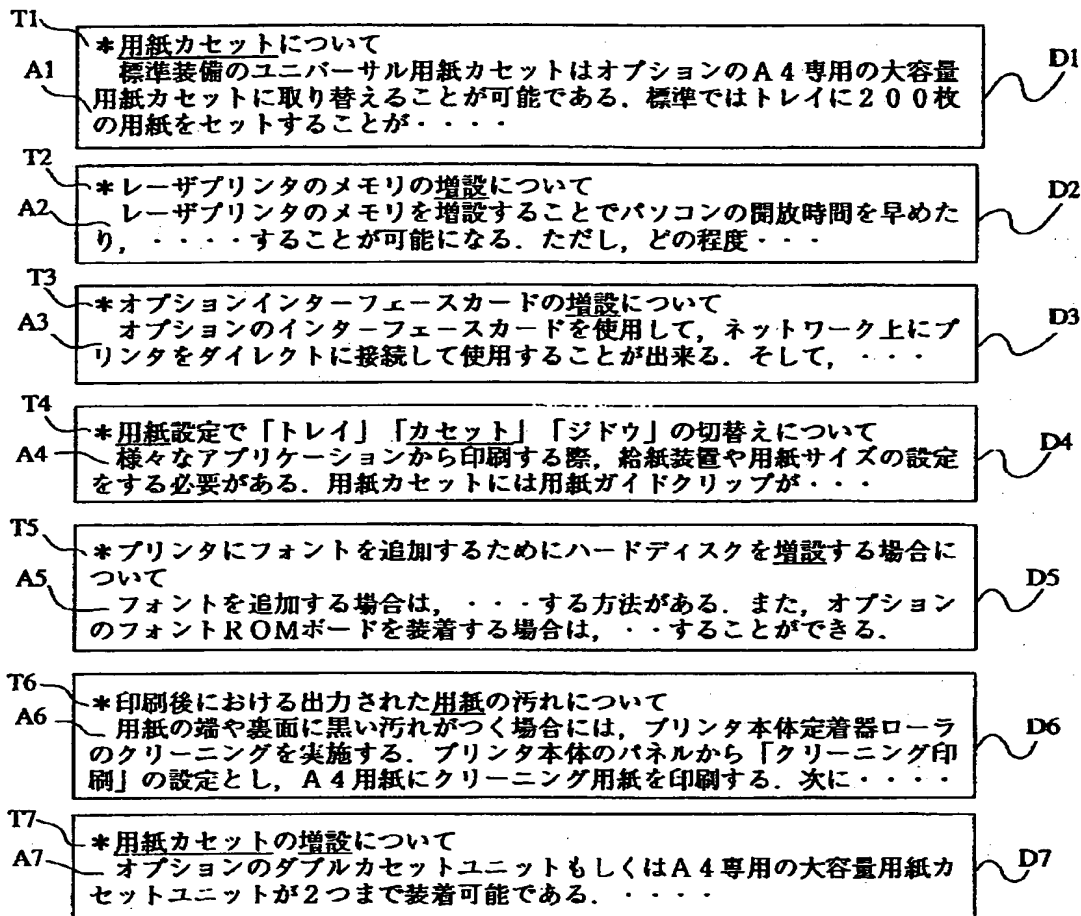 T1
*用紙カセットについて
A1
標準装備のユニバーサル用紙カセットはオプションのA4専用の大容量
D1
用紙カセットに取り替えることが可能である.標準ではトレイに200枚
の用紙をセットすることが・・・・
T2
*レーザプリンタのメモリの増設について
A2
レーザプリンタのメモリを増設することでパソコンの開放時間を早めた
D2
り,・・・・することが可能になる.ただし,どの程度・・・
T3
*オプションインターフェースカードの増設について
A3
オプションのインターフェースカードを使用して,ネットワーク上にプ
D3
リンタをダイレクトに接続して使用することが出来る.そして,・・・
T4
*用紙設定で「トレイ」「カセット」「ジドウ」の切替えについて
A4
様々なアプリケーションから印刷する際,給紙装置や用紙サイズの設定
D4
をする必要がある.用紙カセットには用紙ガイドクリップが・・・
T5
*プリンタにフォントを追加するためにハードディスクを増設する場合に
ついて
A5
フォントを追加する場合は,・・・する方法がある.また,オプション
D5
のフォントROMボードを装着する場合は,・・することができる.
T6
*印刷後における出力された用紙の汚れについて
A6
用紙の端や裏面に黒い汚れがつく場合には,プリンタ本体定着器ローラ
D6
のクリーニングを実施する.プリンタ本体のパネルから「クリーニング印
刷」の設定とし,A4用紙にクリーニング用紙を印刷する.次に・・・・
T7
*用紙カセットの増設について
A7
オプションのダブルカセットユニットもしくはA4専用の大容量用紙カ
D7
セットユニットが2つまで装着可能である.・・・・